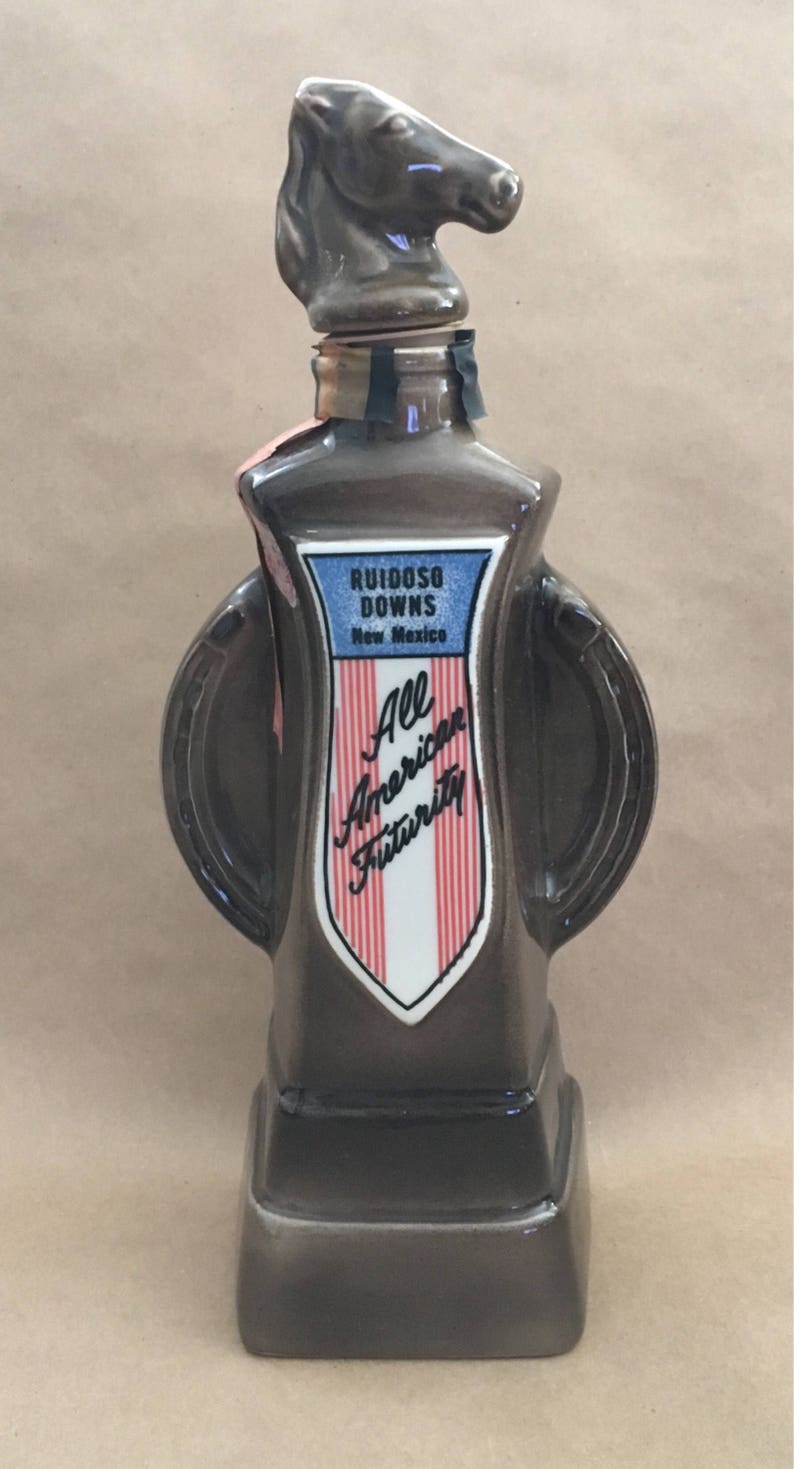 RUIDOSO
DOWNS
New Mexico
All
American
Futurity